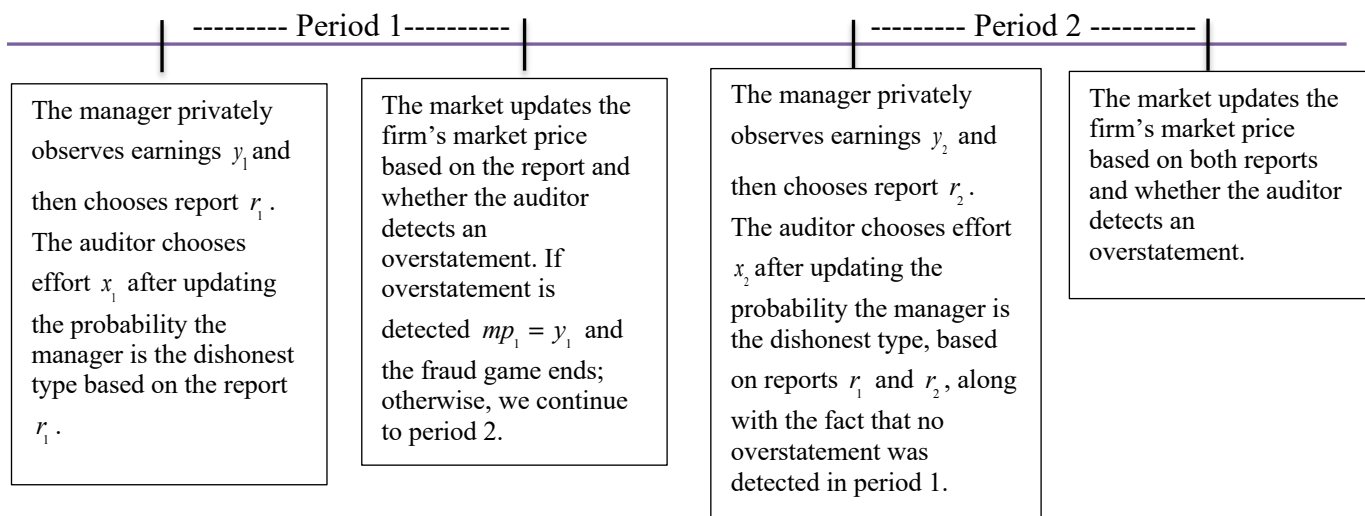 --------- Period 1----------
--------- Period 2 ----------
The manager privately
observes earnings y₁ and
then chooses report r₁ .
The auditor chooses
effort x₁ after updating
the probability the
manager is the dishonest
type based on the report
r₁ .
The market updates the
firm’s market price
based on the report and
whether the auditor
detects an
overstatement. If
overstatement is
detected mp₁ = y₁ and
the fraud game ends;
otherwise, we continue
to period 2.
The manager privately
observes earnings y₂ and
then chooses report r₂ .
The auditor chooses effort
x₂ after updating the
probability the manager is
the dishonest type, based
on reports r₁ and r₂ , along
with the fact that no
overstatement was
detected in period 1.
The market updates the
firm’s market price
based on both reports
and whether the auditor
detects an
overstatement.